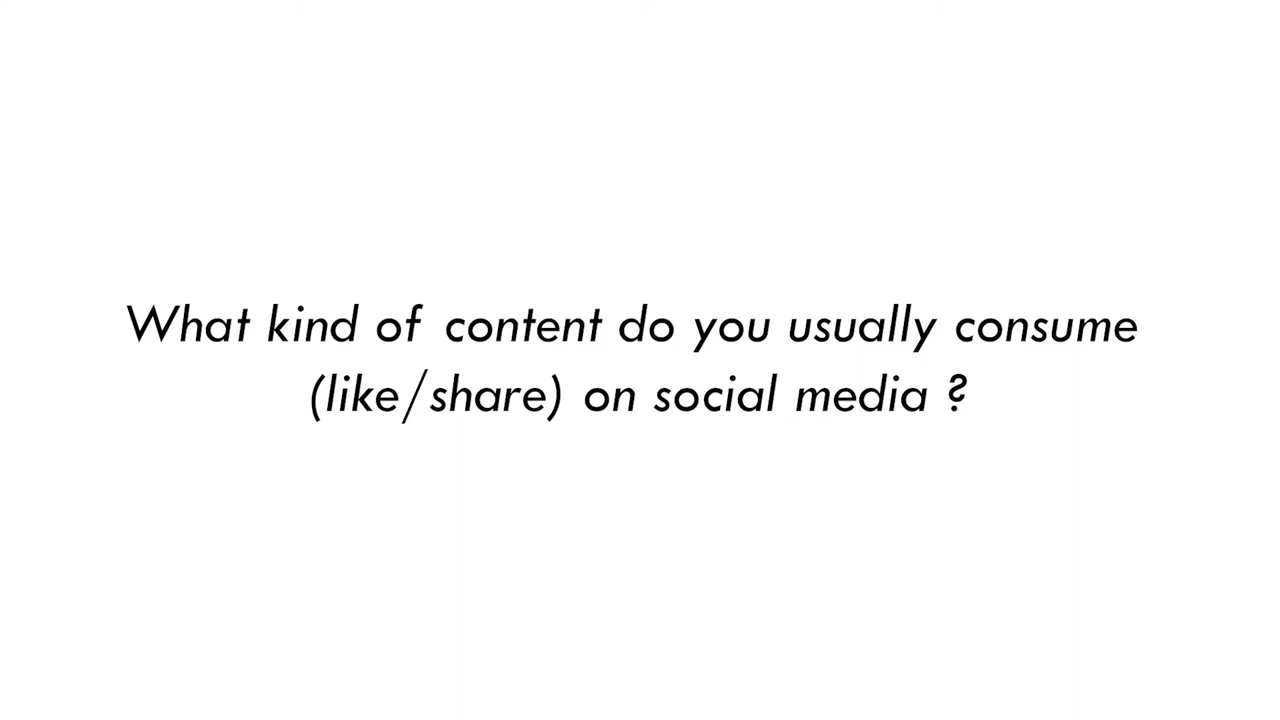 What kind of content do you usually consume
(like/share) on social media ?